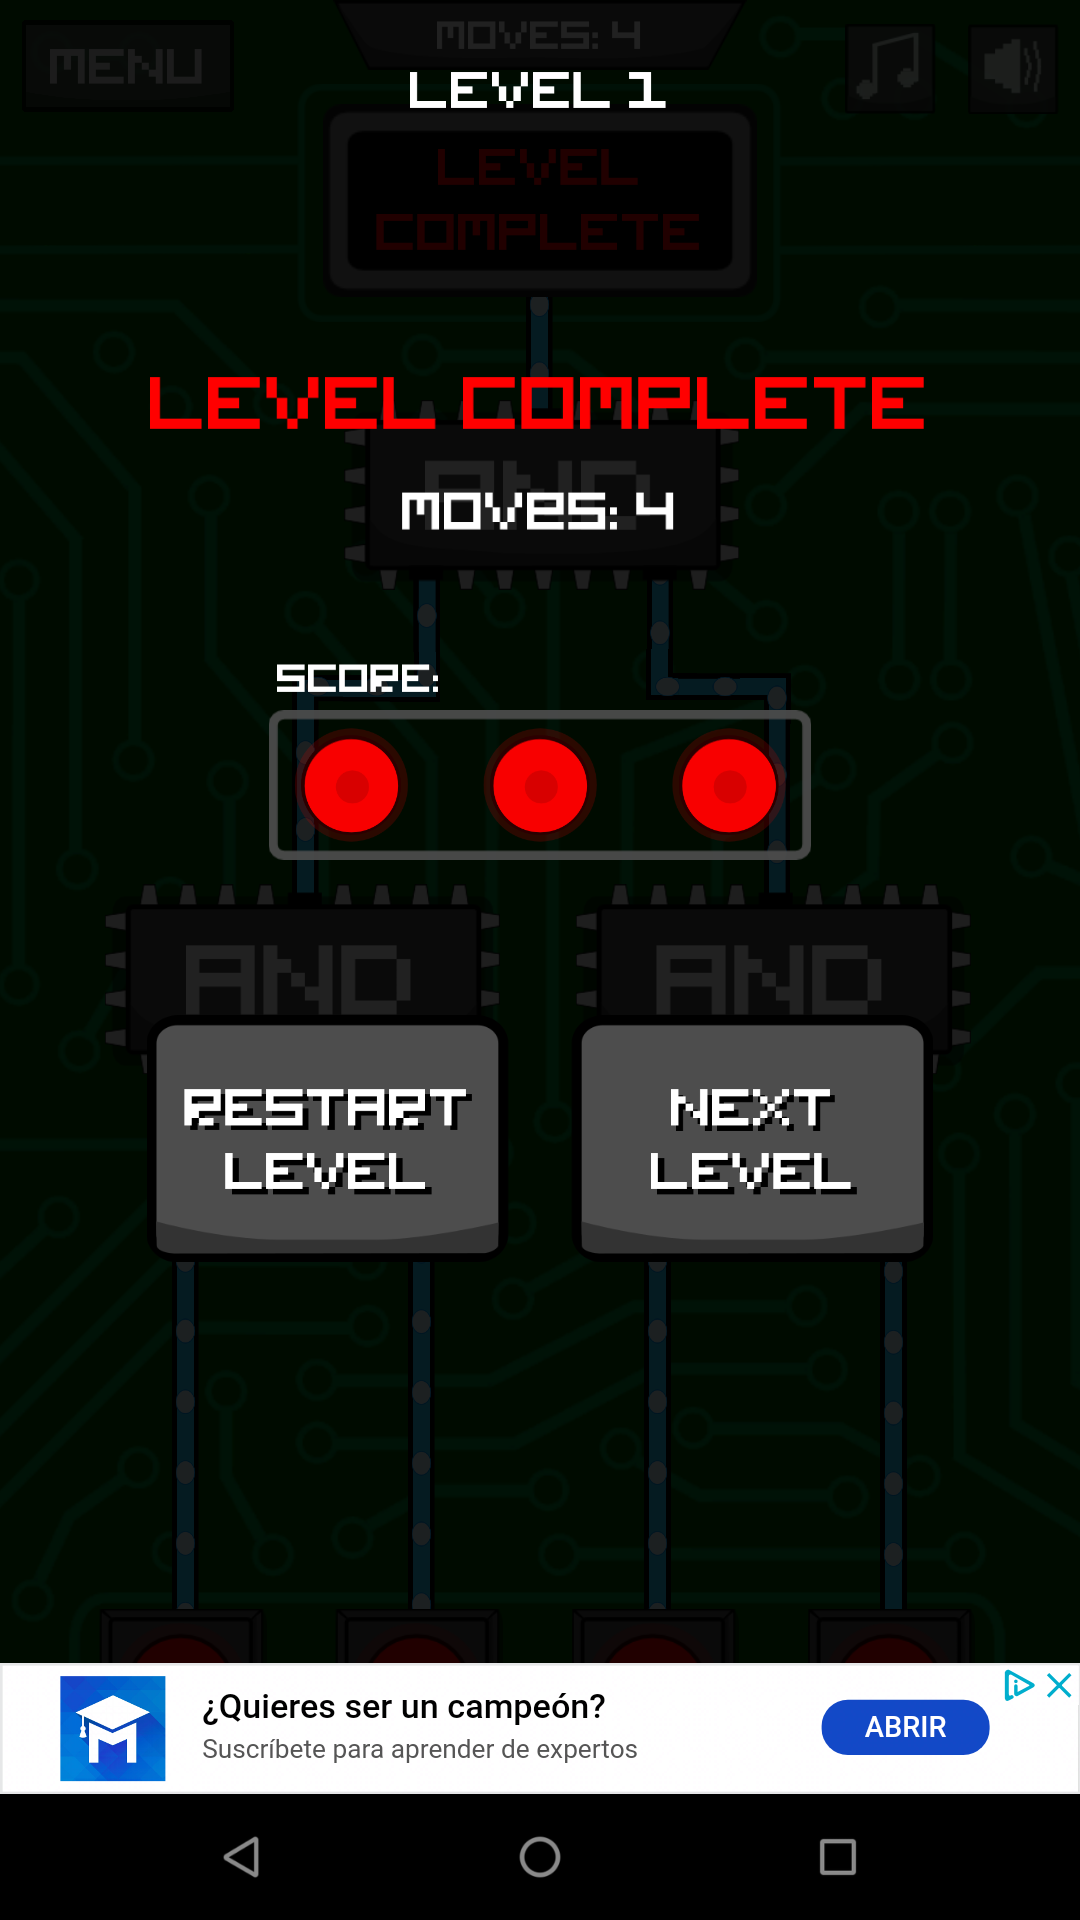 MENU
MOVES: 4
LEVEL 1
LEVEL
COMPLETE
LEVEL COMPLETE
AND
MOVES: 4
SCORE:
AND
AND
RESTART
LEVEL
NEXT
LEVEL
¿Quieres ser un campeón?
Suscríbete para aprender de expertos
ABRIR